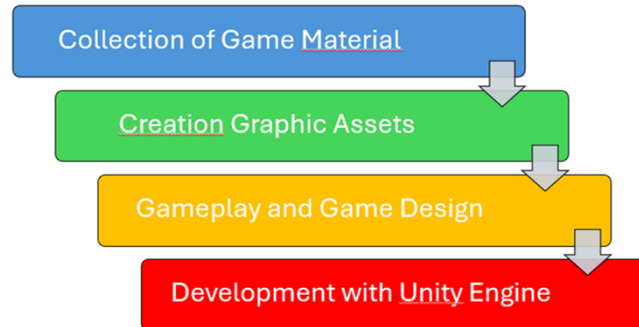 Collection of Game Material
Creation Graphic Assets
Gameplay and Game Design
Development with Unity Engine